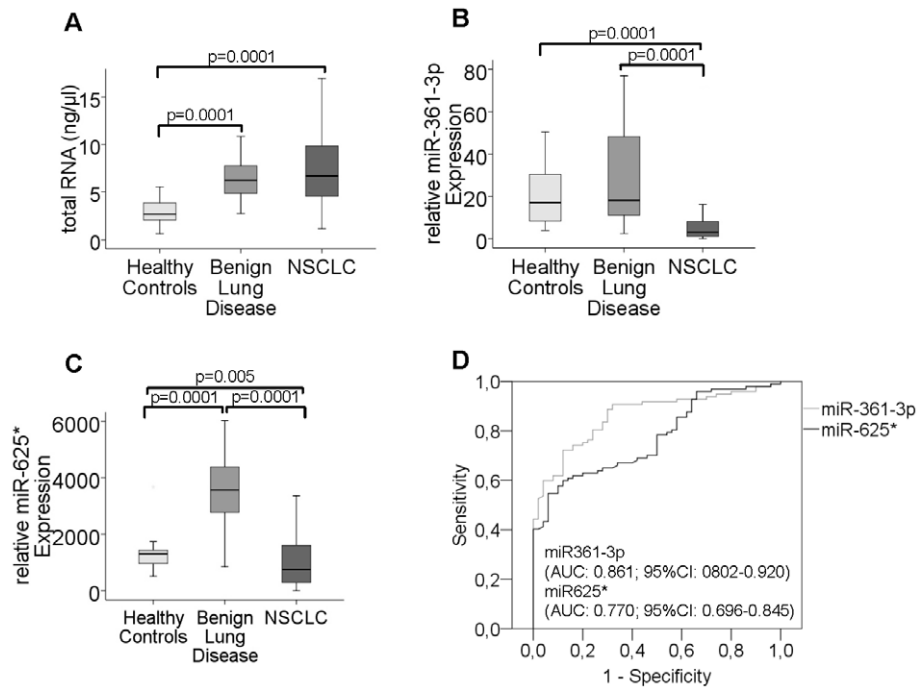 A
p=0.0001
p=0.0001
total RNA (ng/µl)
15
10
5
0
Healthy Controls
Benign Lung Disease
NSCLC
B
p=0.0001
p=0.0001
relative miR-361-3p Expression
80
60
40
20
0
Healthy Controls
Benign Lung Disease
NSCLC
C
p=0.005
p=0.0001
p=0.0001
relative miR-625* Expression
6000
4000
2000
0
Healthy Controls
Benign Lung Disease
NSCLC
D
Sensitivity
1,0
0,8
0,6
0,4
0,2
0,0
miR-361-3p
miR-625*
miR361-3p
(AUC: 0.861; 95%CI: 0802-0.920)
miR625*
(AUC: 0.770; 95%CI: 0.696-0.845)
0,0 0,2 0,4 0,6 0,8 1,0
1 - Specificity